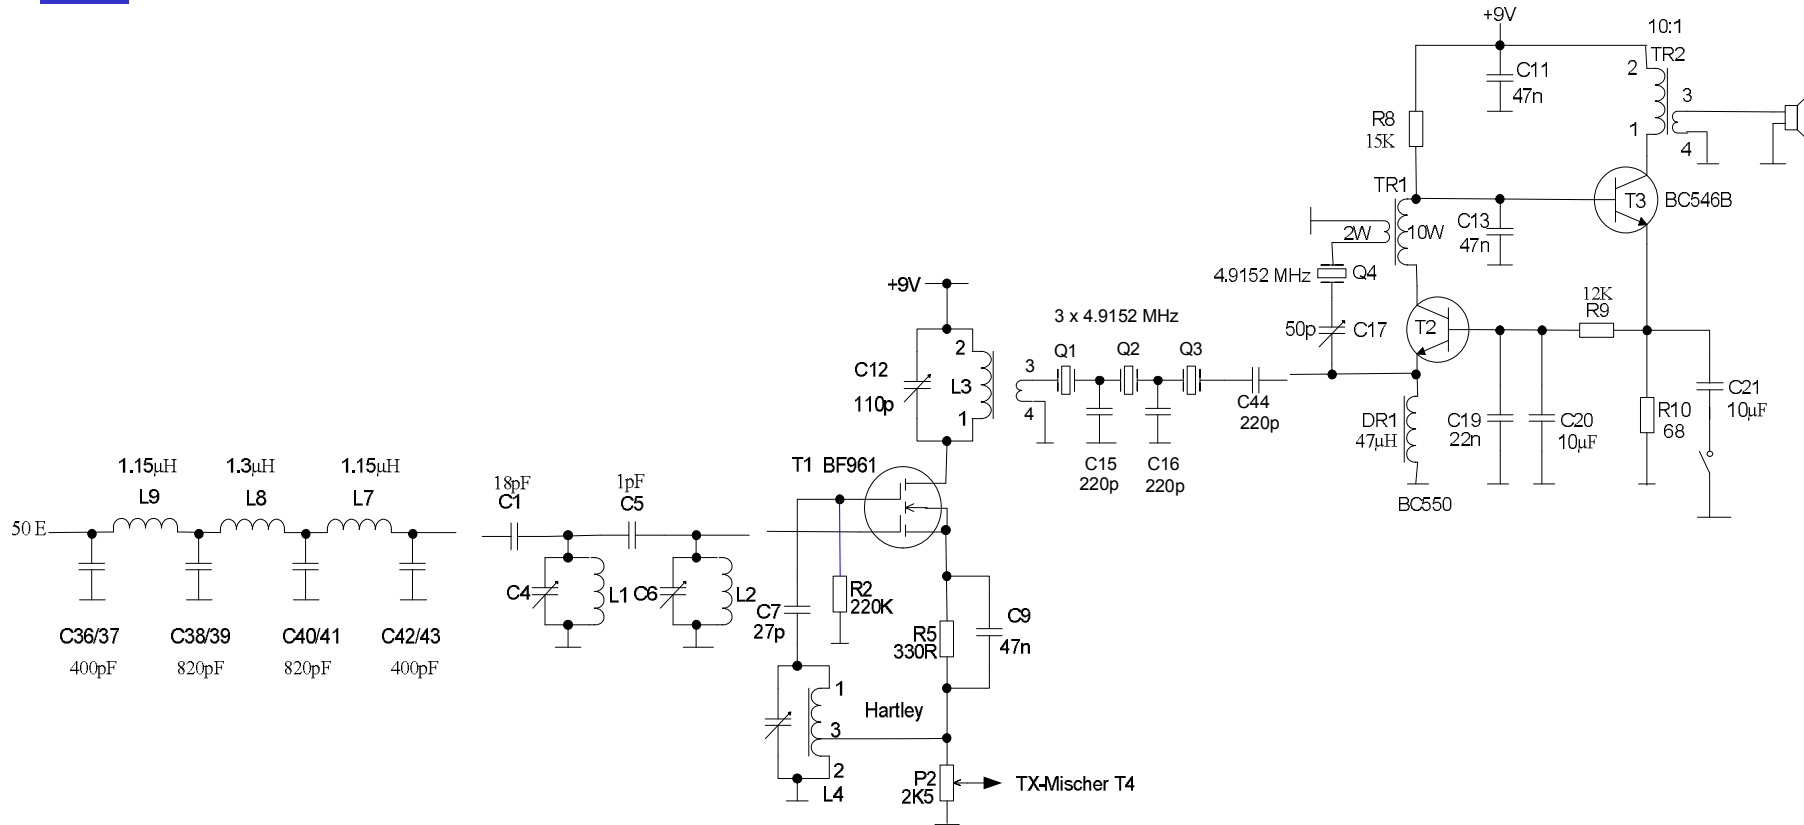 +9V
10:1
TR2
2
C11
47n
3
R8
15K
1
4
TR1
T3
BC546B
2W
10W
C13
47n
4.9152 MHz
Q4
+9V
12K
R9
3 x 4.9152 MHz
50p
C17
T2
2
Q1
Q2
Q3
C12
3
L3
110p
1
4
C44
220p
DR1
47μH
C19
22n
C20
10μF
R10
68
C21
10μF
1.15μH
1.3μH
1.15μH
T1 BF961
C15
220p
C16
220p
L9
L8
L7
18pF
C1
1pF
C5
BC550
50 E
C4
L1
C6
L2
R2
220K
C7
27p
C9
47n
R5
330R
C36/37
C38/39
C40/41
C42/43
400pF
820pF
820pF
400pF
1
Hartley
3
2
L4
P2
2K5
TX-Mischer T4